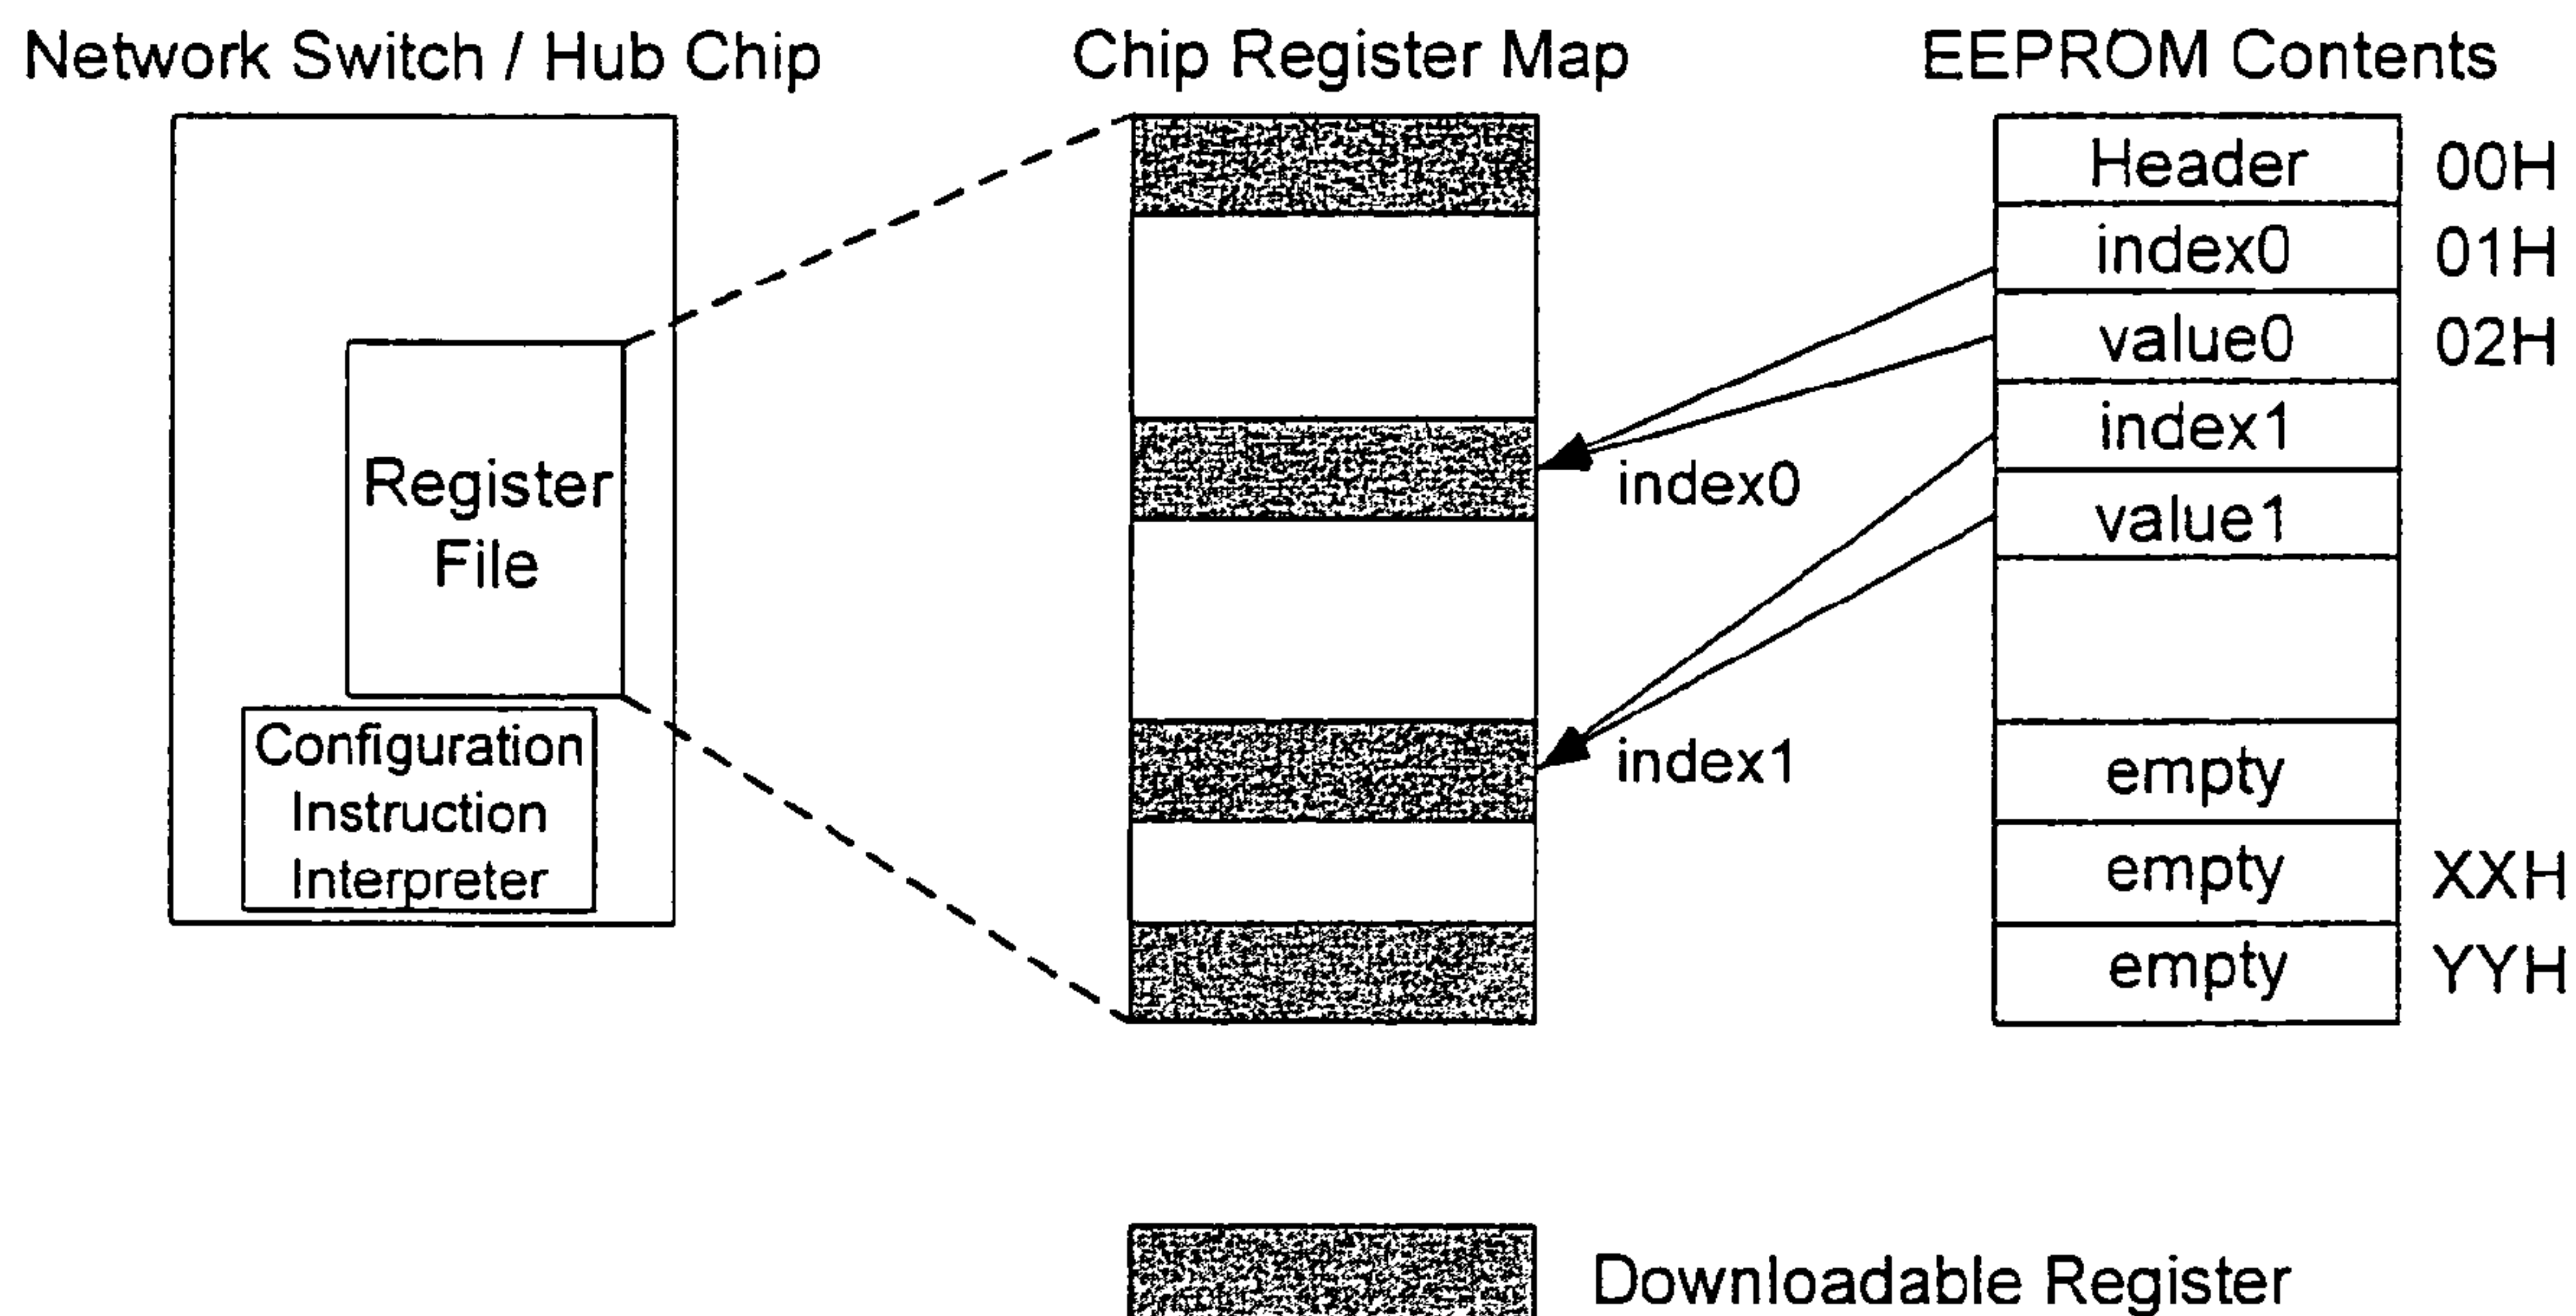 Network Switch / Hub Chip
Register
File
Configuration
Instruction
Interpreter
Chip Register Map
index0
index1
EEPROM Contents
Header 00H
index0 01H
value0 02H
index1
value1
empty
empty XXH
empty YYH
Downloadable Register